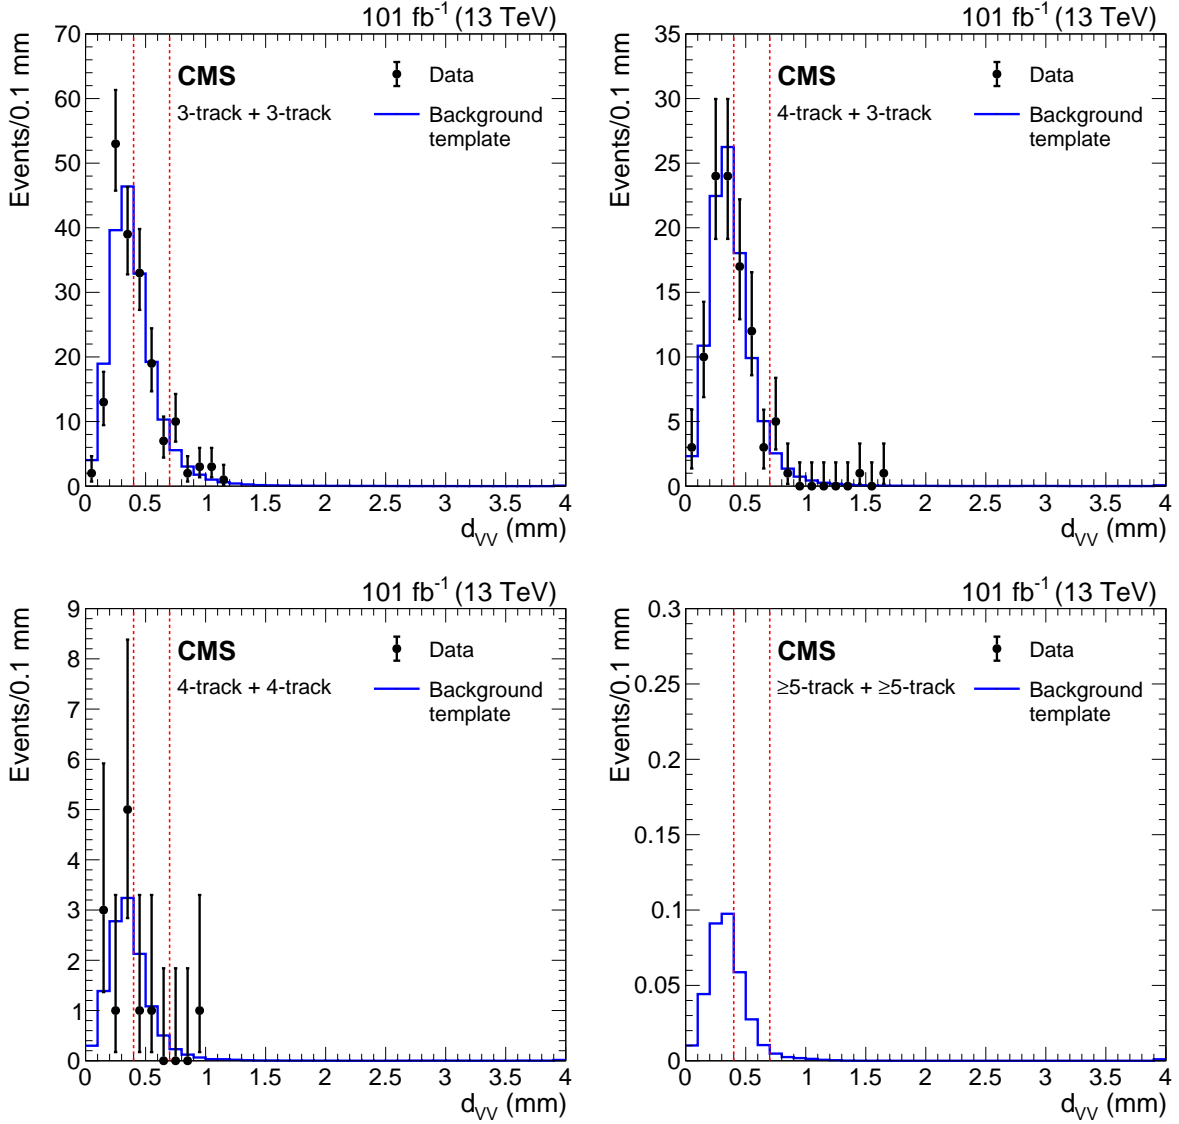 101 fb-1 (13 TeV)
Events/0.1 mm
70
60
50
40
30
20
10
0
CMS
3-track + 3-track
Data
Background
template
0 0.5 1 1.5 2 2.5 3 3.5 4
dVV (mm)
101 fb-1 (13 TeV)
Events/0.1 mm
35
30
25
20
15
10
5
0
CMS
4-track + 3-track
Data
Background
template
0 0.5 1 1.5 2 2.5 3 3.5 4
dVV (mm)
101 fb-1 (13 TeV)
Events/0.1 mm
9
8
7
6
5
4
3
2
1
0
CMS
4-track + 4-track
Data
Background
template
0 0.5 1 1.5 2 2.5 3 3.5 4
dVV (mm)
101 fb-1 (13 TeV)
Events/0.1 mm
0.3
0.25
0.2
0.15
0.1
0.05
0
CMS
≥5-track + ≥5-track
Data
Background
template
0 0.5 1 1.5 2 2.5 3 3.5 4
dVV (mm)